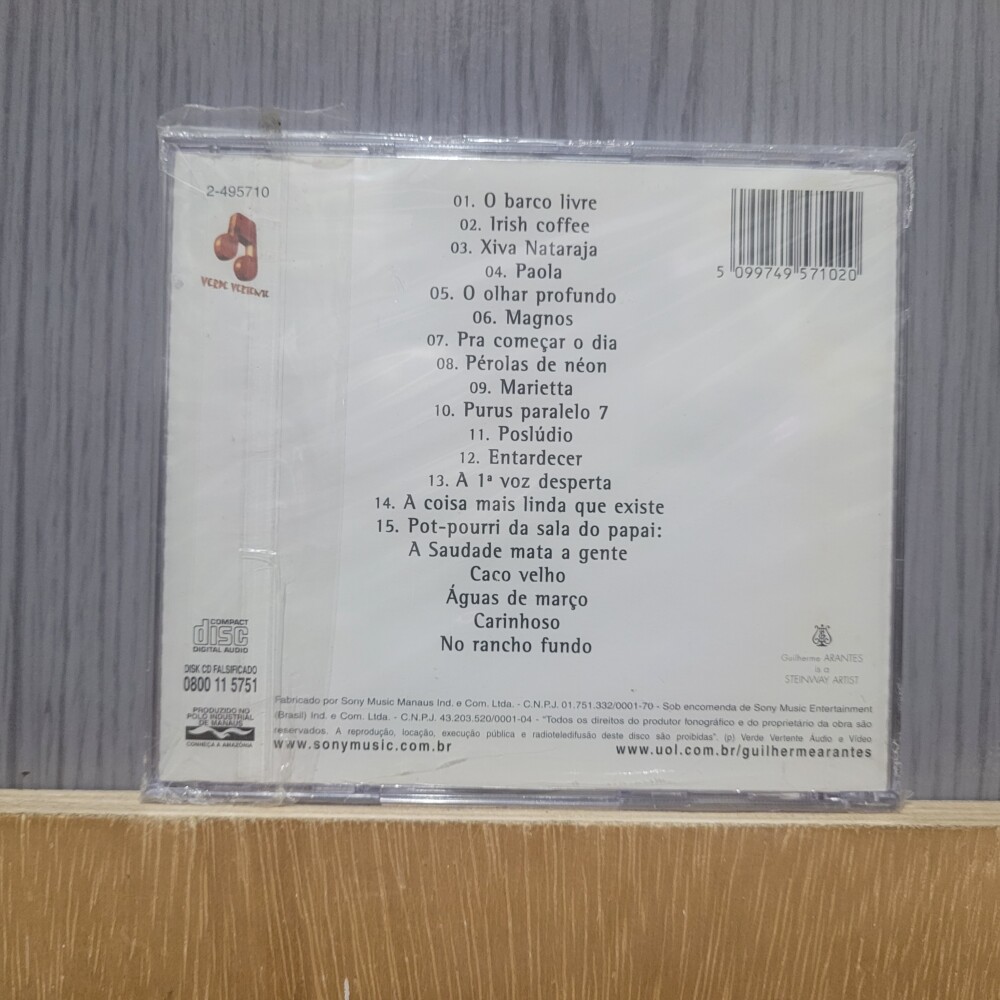 2-495710
VERDE VERTENTE
01. O barco livre
02. Irish coffee
03. Xiva Nataraja
04. Paola
05. O olhar profundo
06. Magnos
07. Pra começar o dia
08. Pérolas de néon
09. Marietta
10. Purus paralelo 7
11. Poslúdio
12. Entardecer
13. A 1ª voz desperta
14. A coisa mais linda que existe
15. Pot-pourri da sala do papai:
A Saudade mata a gente
Caco velho
Águas de março
Carinhoso
No rancho fundo
5 099749 571020
COMPACT
disc
DIGITAL AUDIO
DISK CD FALSIFICADO
0800 11 5751
PRODUZIDO NO
PÓLO INDUSTRIAL
DE MANAUS
CONHEÇA A AMAZÔNIA
Guilherme ARANTES
is a
STEINWAY ARTIST
Fabricado por Sony Music Manaus Ind. e Com. Ltda. - C.N.P.J. 01.751.332/0001-70 - Sob encomenda de Sony Music Entertainment
(Brasil) Ind. e Com. Ltda. - C.N.P.J. 43.203.520/0001-04 - "Todos os direitos do produtor fonográfico e do proprietário da obra são
reservados. A reprodução, locação, execução pública e radioteledifusão deste disco são proibidas". (p) Verde Vertente Áudio e Vídeo
www.sonymusic.com.br
www.uol.com.br/guilhermearantes